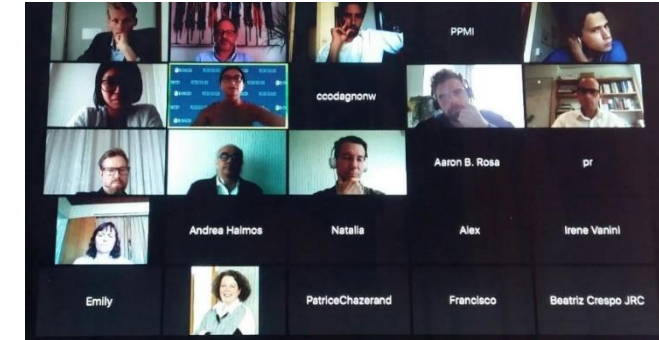 PPMI
ccodagnonw
Aaron B. Rosa
pr
Andrea Halmos
Natalia
Alex
Irene Vanini
Emily
PatriceChazerand
Francisco
Beatriz Crespo JRC